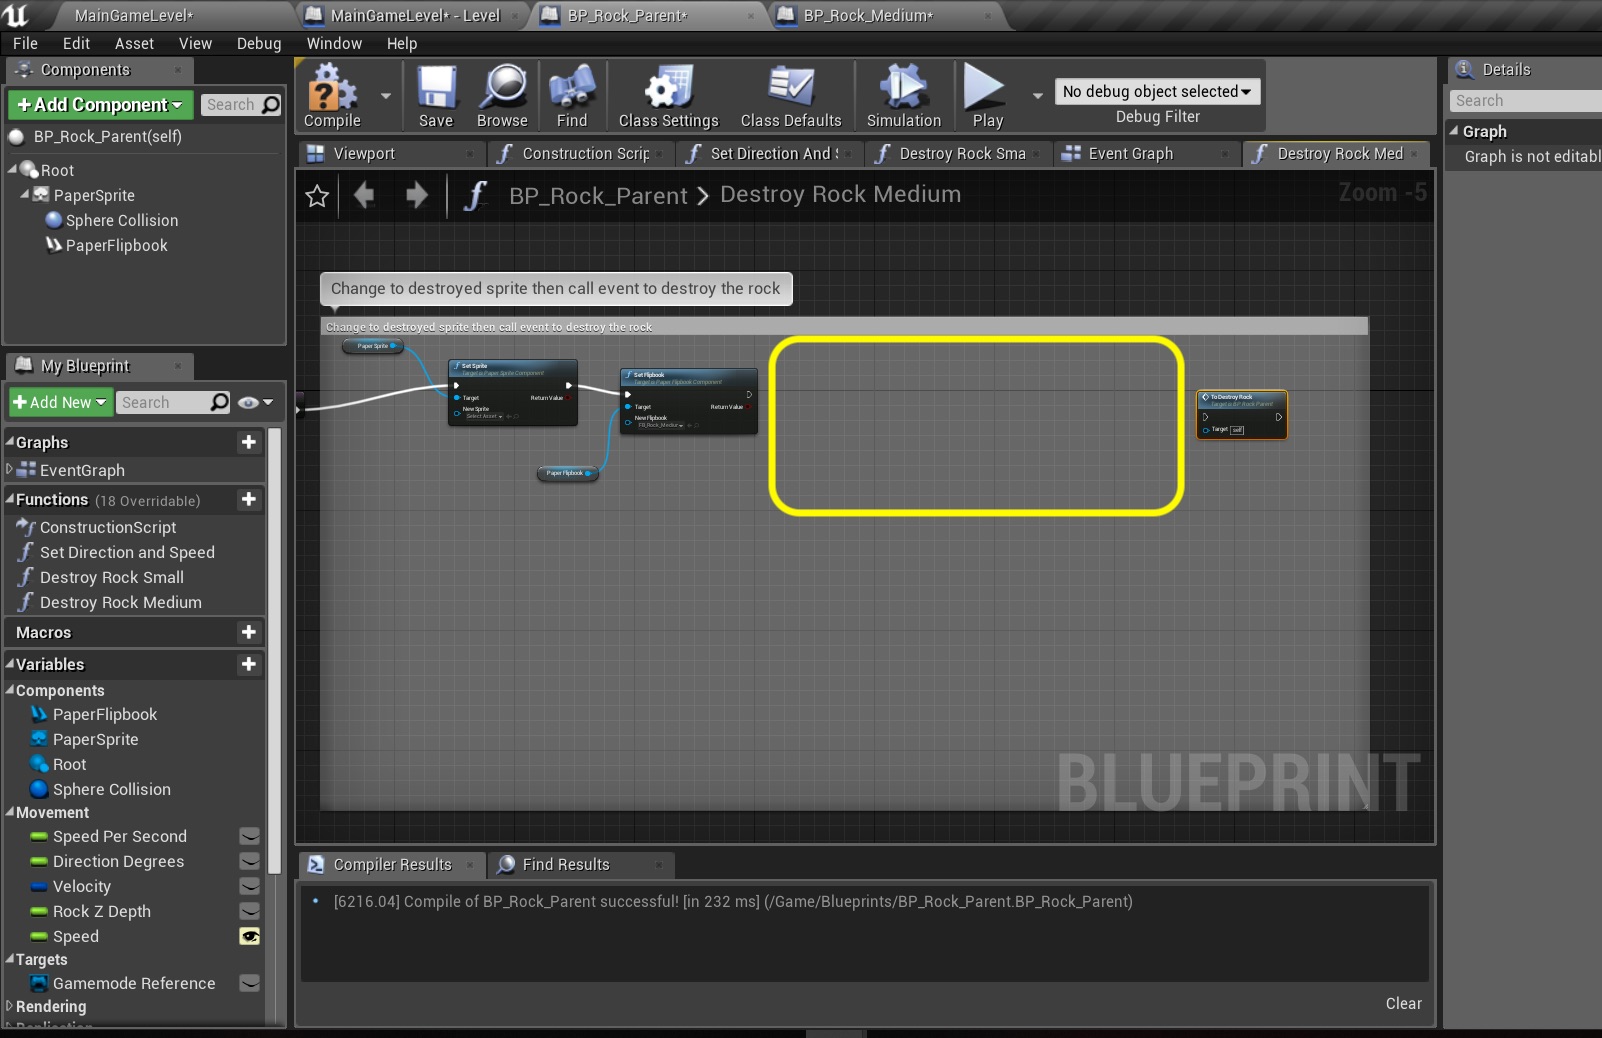 MainGameLevel*
MainGameLevel* - Level
BP_Rock_Parent*
BP_Rock_Medium*
File Edit Asset View Debug Window Help
Components
+Add Component
Search
BP_Rock_Parent(self)
Root
PaperSprite
Sphere Collision
PaperFlipbook
My Blueprint
+Add New
Search
Graphs
EventGraph
Functions (18 Overridable)
ConstructionScript
Set Direction and Speed
Destroy Rock Small
Destroy Rock Medium
Macros
Variables
Components
PaperFlipbook
PaperSprite
Root
Sphere Collision
Movement
Speed Per Second
Direction Degrees
Velocity
Rock Z Depth
Speed
Targets
Gamemode Reference
Rendering
Replication
Compile
Save
Browse
Find
Class Settings
Class Defaults
Simulation
Play
No debug object selected
Debug Filter
Viewport
Construction Scrip
Set Direction And S
Destroy Rock Sma
Event Graph
Destroy Rock Med
BP_Rock_Parent > Destroy Rock Medium
Zoom -5
Change to destroyed sprite then call event to destroy the rock
Change to destroyed sprite then call event to destroy the rock
Paper Sprite
Set Sprite
Target is Paper Sprite Component
Target
Return Value
New Sprite
Select Asset
Set Flipbook
Target is Paper Flipbook Component
Target
Return Value
New Flipbook
FB_Rock_Medium
Paper Flipbook
To Destroy Rock
Target is BP Rock Parent
Target self
BLUEPRINT
Compiler Results
Find Results
[6216.04] Compile of BP_Rock_Parent successful! [in 232 ms] (/Game/Blueprints/BP_Rock_Parent.BP_Rock_Parent)
Clear
Details
Search
Graph
Graph is not editabl